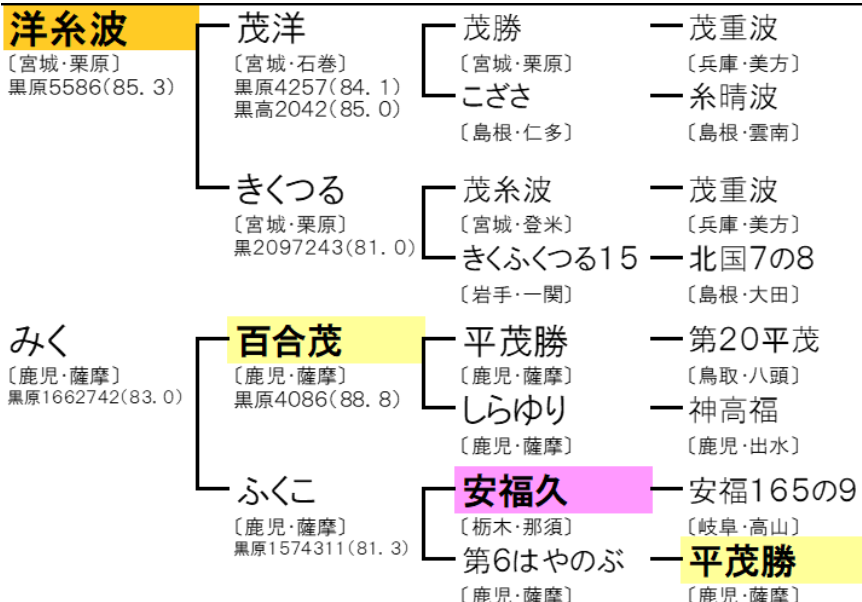 洋糸波
〔宮城·栗原〕
黒原5586(85.3)
茂洋
〔宮城·石巻〕
黒原4257(84.1)
黒高2042(85.0)
茂勝
〔宮城·栗原〕
茂重波
〔兵庫·美方〕
こざさ
〔島根·仁多〕
糸晴波
〔島根·雲南〕
きくつる
〔宮城·栗原〕
黒2097243(81.0)
茂糸波
〔宮城·登米〕
茂重波
〔兵庫·美方〕
きくふくつる15
〔岩手·一関〕
北国7の8
〔島根·大田〕
みく
〔鹿児·薩摩〕
黒原1662742(83.0)
百合茂
〔鹿児·薩摩〕
黒原4086(88.8)
平茂勝
〔鹿児·薩摩〕
第20平茂
〔鳥取·八頭〕
しらゆり
〔鹿児·薩摩〕
神高福
〔鹿児·出水〕
ふくこ
〔鹿児·薩摩〕
黒原1574311(81.3)
安福久
〔栃木·那須〕
安福165の9
〔岐阜·高山〕
第6はやのぶ
〔鹿児·薩摩〕
平茂勝
〔鹿児·薩摩〕